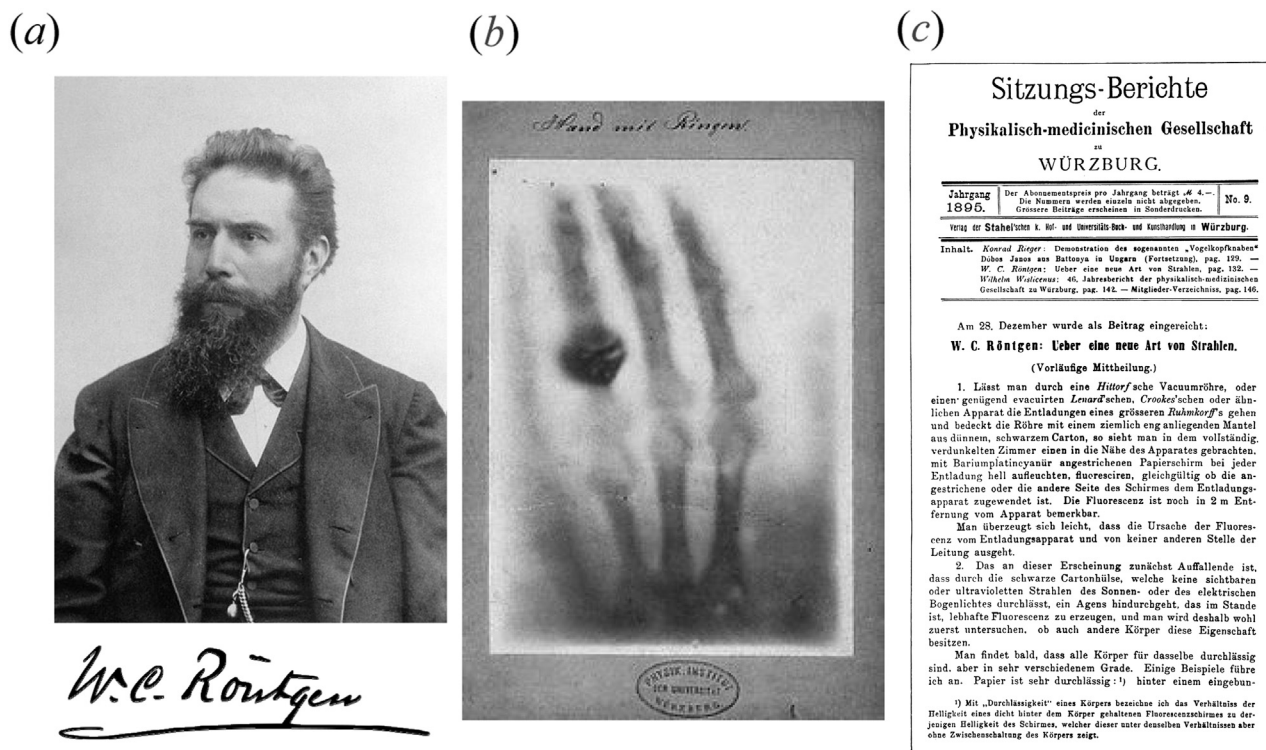 (a)
W. C. Röntgen
(b)
Hand mit Ringen
PHYSIK. INSTITUT
DER UNIVERSITÄT
WÜRZBURG.
(c)
Sitzungs-Berichte
der
Physikalisch-medicinischen Gesellschaft
zu
WÜRZBURG.
Jahrgang
1895.
Der Abonnementspreis pro Jahrgang beträgt ℳ 4.—.
Die Nummern werden einzeln nicht abgegeben.
Grössere Beiträge erscheinen in Sonderdrucken.
No. 9.
Verlag der Stahel'schen k. Hof- und Universitäts-Buch- und Kunsthandlung in Würzburg.
Inhalt. Konrad Rieger: Demonstration des sogenannten „Vogelkopfknaben“
Döbos Janos aus Battonya in Ungarn (Fortsetzung), pag. 129. —
W. C. Röntgen: Ueber eine neue Art von Strahlen, pag. 132. —
Wilhelm Wislicenus: 46. Jahresbericht der physikalisch-medizinischen
Gesellschaft zu Würzburg, pag. 142. — Mitglieder-Verzeichniss, pag. 146.
Am 28. Dezember wurde als Beitrag eingereicht:
W. C. Röntgen: Ueber eine neue Art von Strahlen.
(Vorläufige Mittheilung.)
1. Lässt man durch eine Hittorf'sche Vacuumröhre, oder
einen genügend evacuirten Lenard'schen, Crookes'schen oder ähn-
lichen Apparat die Entladungen eines grösseren Ruhmkorff's gehen
und bedeckt die Röhre mit einem ziemlich eng anliegenden Mantel
aus dünnem, schwarzem Carton, so sieht man in dem vollständig
verdunkelten Zimmer einen in die Nähe des Apparates gebrachten,
mit Bariumplatincyanür angestrichenen Papierschirm bei jeder
Entladung hell aufleuchten, fluoresciren, gleichgültig ob die an-
gestrichene oder die andere Seite des Schirmes dem Entladungs-
apparat zugewendet ist. Die Fluorescenz ist noch in 2 m Ent-
fernung vom Apparat bemerkbar.
Man überzeugt sich leicht, dass die Ursache der Fluores-
cenz vom Entladungsapparat und von keiner anderen Stelle der
Leitung ausgeht.
2. Das an dieser Erscheinung zunächst Auffallende ist,
dass durch die schwarze Cartonhülse, welche keine sichtbaren
oder ultravioletten Strahlen des Sonnen- oder des elektrischen
Bogenlichtes durchlässt, ein Agens hindurchgeht, das im Stande
ist, lebhafte Fluorescenz zu erzeugen, und man wird deshalb wohl
zuerst untersuchen, ob auch andere Körper diese Eigenschaft
besitzen.
Man findet bald, dass alle Körper für dasselbe durchlässig
sind, aber in sehr verschiedenem Grade. Einige Beispiele führe
ich an. Papier ist sehr durchlässig: ¹) hinter einem eingebun-
¹) Mit „Durchlässigkeit“ eines Körpers bezeichne ich das Verhältniss der
Helligkeit eines dicht hinter dem Körper gehaltenen Fluorescenzschirmes zu der-
jenigen Helligkeit des Schirmes, welcher dieser unter denselben Verhältnissen aber
ohne Zwischenschaltung des Körpers zeigt.